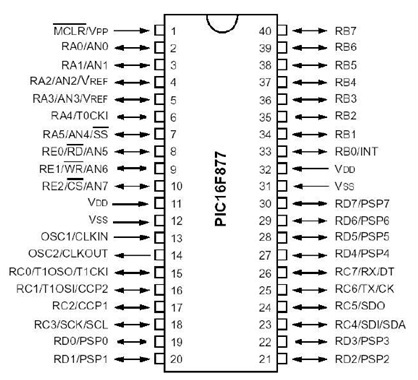 MCLR/VPP 1 40 RB7
RA0/AN0 2 39 RB6
RA1/AN1 3 38 RB5
RA2/AN2/VREF 4 37 RB4
RA3/AN3/VREF 5 36 RB3
RA4/T0CKI 6 35 RB2
RA5/AN4/SS 7 34 RB1
RE0/RD/AN5 8 33 RB0/INT
RE1/WR/AN6 9 32 VDD
RE2/CS/AN7 10 31 VSS
VDD 11 30 RD7/PSP7
VSS 12 29 RD6/PSP6
OSC1/CLKIN 13 28 RD5/PSP5
OSC2/CLKOUT 14 27 RD4/PSP4
RC0/T1OSO/T1CKI 15 26 RC7/RX/DT
RC1/T1OSI/CCP2 16 25 RC6/TX/CK
RC2/CCP1 17 24 RC5/SDO
RC3/SCK/SCL 18 23 RC4/SDI/SDA
RD0/PSP0 19 22 RD3/PSP3
RD1/PSP1 20 21 RD2/PSP2
PIC16F877